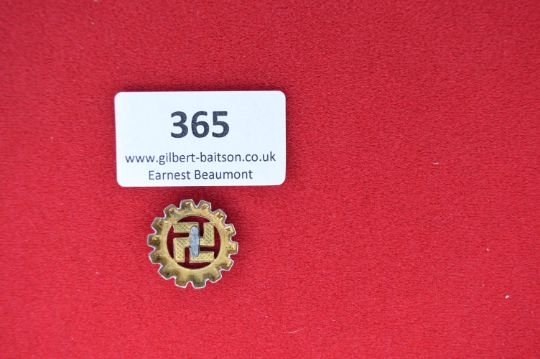 365
www.gilbert-baitson.co.uk
Earnest Beaumont